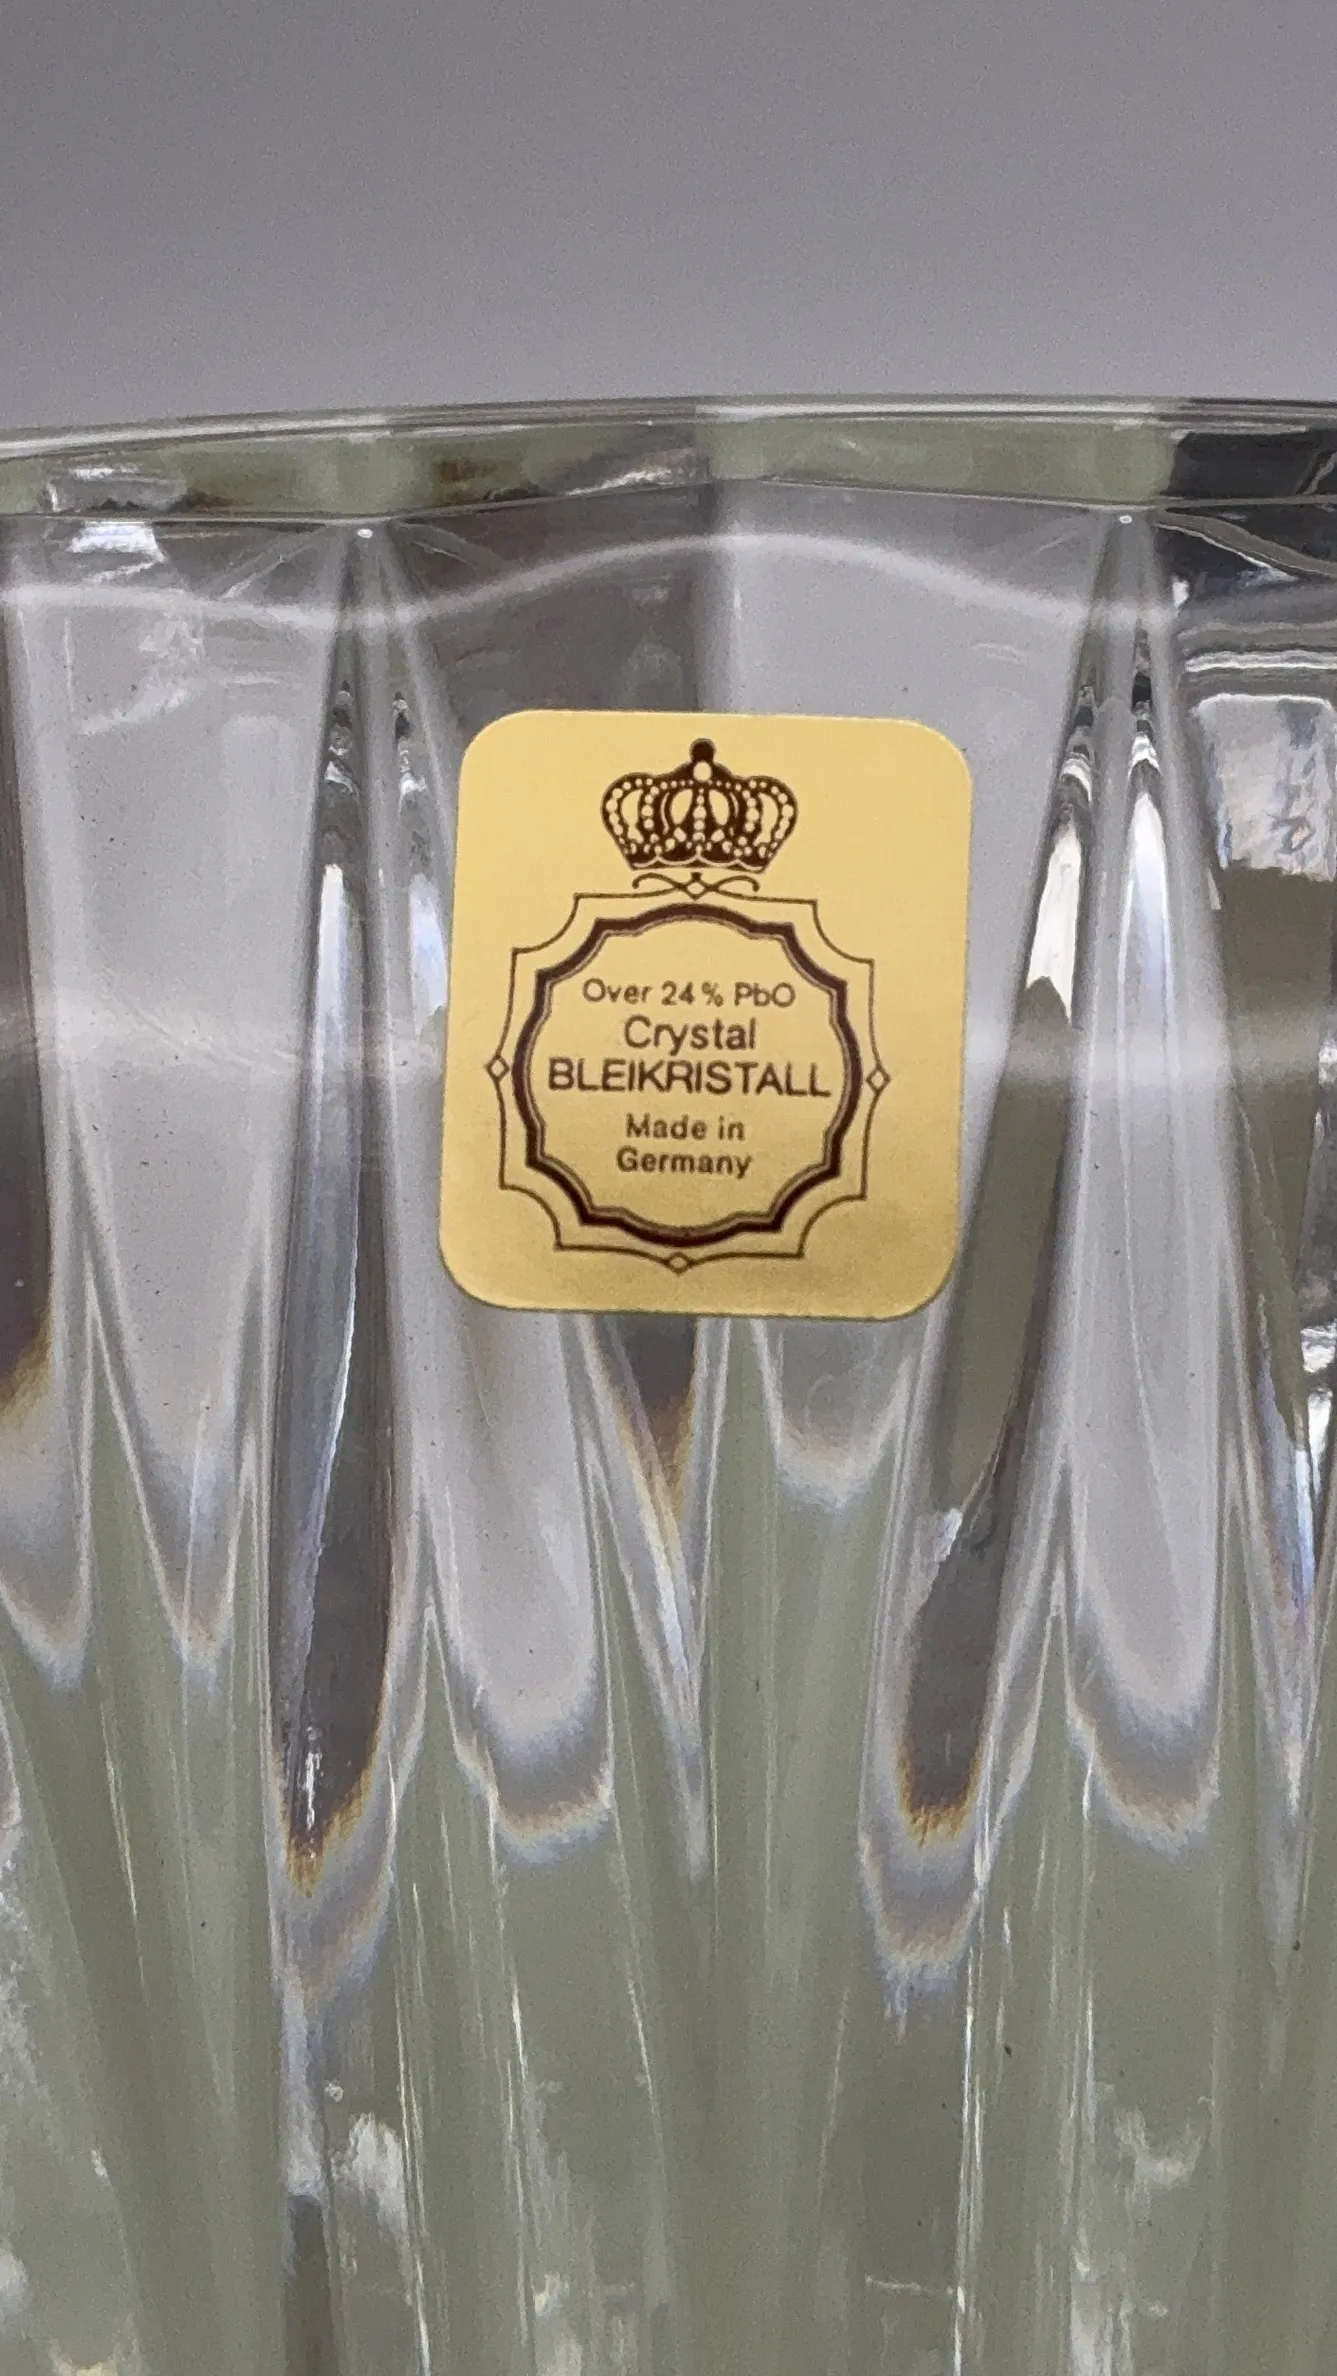 Over 24% PbO
Crystal
BLEIKRISTALL
Made in
Germany